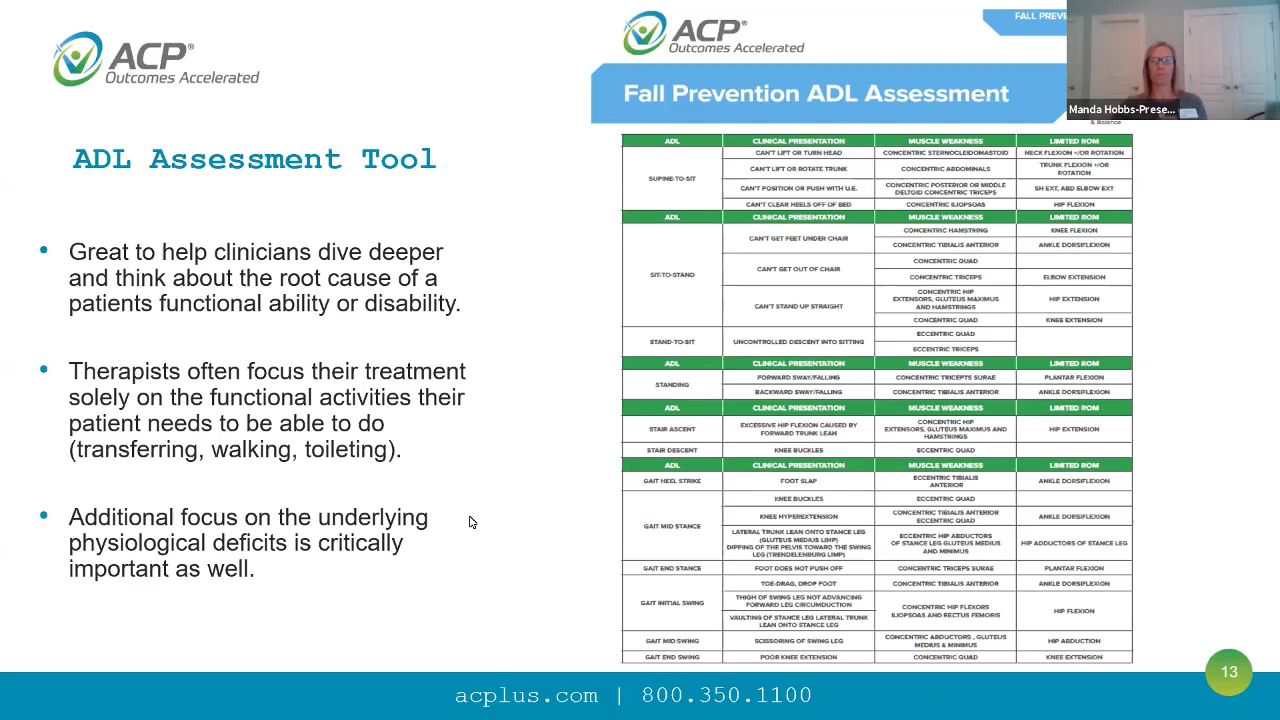 ACP®
Outcomes Accelerated
ADL Assessment Tool
• Great to help clinicians dive deeper
and think about the root cause of a
patients functional ability or disability.
• Therapists often focus their treatment
solely on the functional activities their
patient needs to be able to do
(transferring, walking, toileting).
• Additional focus on the underlying
physiological deficits is critically
important as well.
ACP®
Outcomes Accelerated
FALL PREVE
Manda Hobbs-Prese...
& Balance
Fall Prevention ADL Assessment
ADL CLINICAL PRESENTATION MUSCLE WEAKNESS LIMITED ROM
SUPINE-TO-SIT
CAN'T LIFT OR TURN HEAD CONCENTRIC STERNOCLEIDOMASTOID NECK FLEXION +/OR ROTATION
CAN'T LIFT OR ROTATE TRUNK CONCENTRIC ABDOMINALS TRUNK FLEXION +/OR
ROTATION
CAN'T POSITION OR PUSH WITH U.E. CONCENTRIC POSTERIOR OR MIDDLE
DELTOID CONCENTRIC TRICEPS SH EXT, ABD ELBOW EXT
CAN'T CLEAR HEELS OFF OF BED CONCENTRIC ILIOPSOAS HIP FLEXION
ADL CLINICAL PRESENTATION MUSCLE WEAKNESS LIMITED ROM
SIT-TO-STAND
CAN'T GET FEET UNDER CHAIR CONCENTRIC HAMSTRING KNEE FLEXION
CONCENTRIC TIBIALIS ANTERIOR ANKLE DORSIFLEXION
CAN'T GET OUT OF CHAIR CONCENTRIC QUAD
CONCENTRIC TRICEPS ELBOW EXTENSION
CAN'T STAND UP STRAIGHT CONCENTRIC HIP
EXTENSORS, GLUTEUS MAXIMUS
AND HAMSTRINGS HIP EXTENSION
CONCENTRIC QUAD KNEE EXTENSION
STAND-TO-SIT UNCONTROLLED DESCENT INTO SITTING ECCENTRIC QUAD
ECCENTRIC TRICEPS
ADL CLINICAL PRESENTATION MUSCLE WEAKNESS LIMITED ROM
STANDING
FORWARD SWAY/FALLING CONCENTRIC TRICEPTS SURAE PLANTAR FLEXION
BACKWARD SWAY/FALLING CONCENTRIC TIBIALIS ANTERIOR ANKLE DORSIFLEXION
ADL CLINICAL PRESENTATION MUSCLE WEAKNESS LIMITED ROM
STAIR ASCENT EXCESSIVE HIP FLEXION CAUSED BY
FORWARD TRUNK LEAN CONCENTRIC HIP
EXTENSORS, GLUTEUS MAXIMUS AND
HAMSTRINGS HIP EXTENSION
STAIR DESCENT KNEE BUCKLES ECCENTRIC QUAD
ADL CLINICAL PRESENTATION MUSCLE WEAKNESS LIMITED ROM
GAIT HEEL STRIKE FOOT SLAP ECCENTRIC TIBIALIS
ANTERIOR ANKLE DORSIFLEXION
GAIT MID STANCE
KNEE BUCKLES ECCENTRIC QUAD
KNEE HYPEREXTENSION CONCENTRIC TIBIALIS ANTERIOR
ECCENTRIC QUAD ANKLE DORSIFLEXION
LATERAL TRUNK LEAN ONTO STANCE LEG
(GLUTEUS MEDIUS LIMP)
DIPPING OF THE PELVIS TOWARD THE SWING
LEG (TRENDELENBURG LIMP) ECCENTRIC HIP ABDUCTORS
OF STANCE LEG GLUTEUS MEDIUS
AND MINIMUS HIP ADDUCTORS OF STANCE LEG
GAIT END STANCE FOOT DOES NOT PUSH OFF CONCENTRIC TRICEPS SURAE PLANTAR FLEXION
GAIT INITIAL SWING
TOE-DRAG, DROP FOOT CONCENTRIC TIBIALIS ANTERIOR ANKLE DORSIFLEXION
THIGH OF SWING LEG NOT ADVANCING
FORWARD LEG CIRCUMDUCTION
VAULTING OF STANCE LEG LATERAL TRUNK
LEAN ONTO STANCE LEG CONCENTRIC HIP FLEXORS
ILIOPSOAS AND RECTUS FEMORIS HIP FLEXION
GAIT MID SWING SCISSORING OF SWING LEG CONCENTRIC ABDUCTORS , GLUTEUS
MEDIUS & MINIMUS HIP ABDUCTION
GAIT END SWING POOR KNEE EXTENSION CONCENTRIC QUAD KNEE EXTENSION
13
acplus.com | 800.350.1100